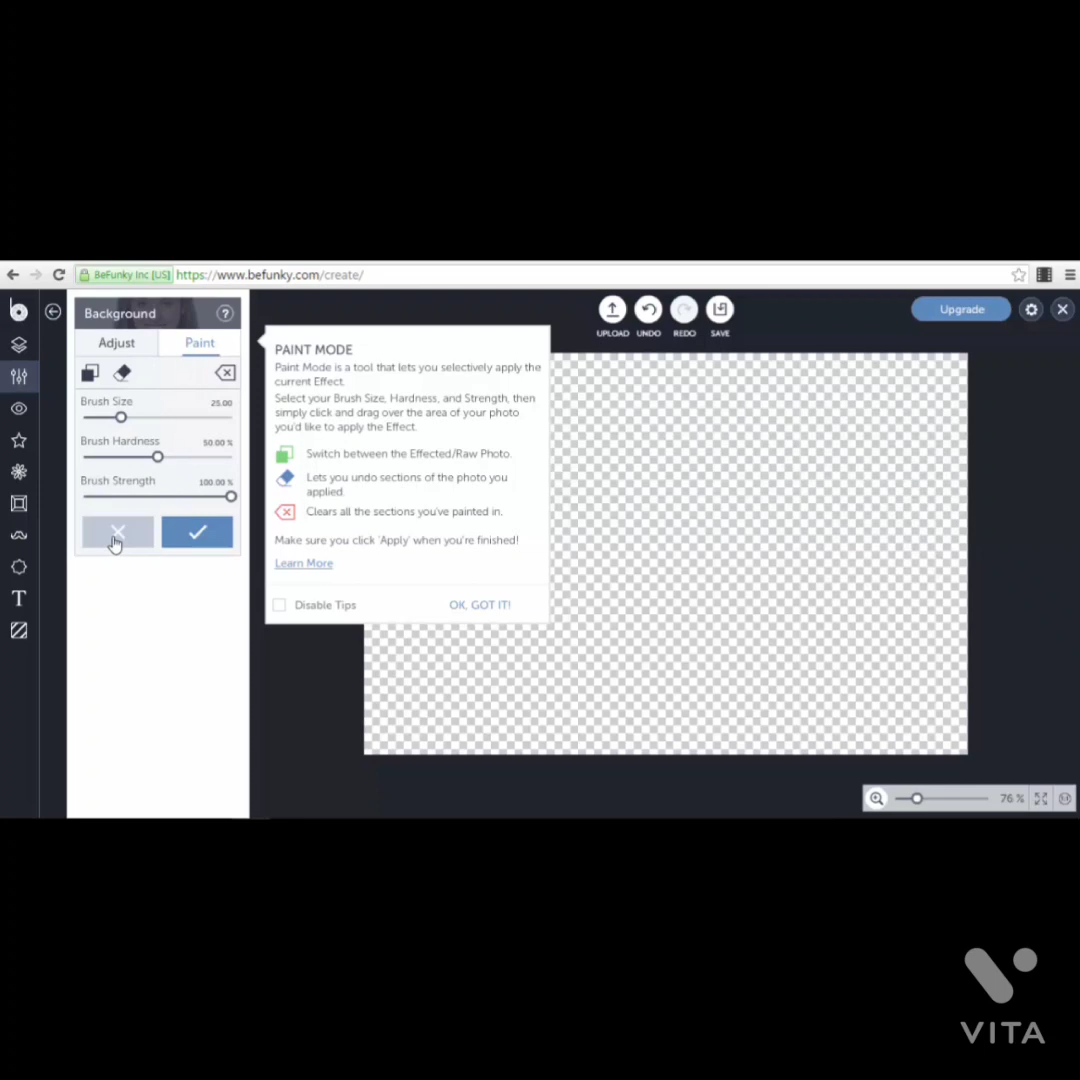 BeFunky Inc [US] https://www.befunky.com/create/
Background ?
Adjust Paint
Brush Size 25.00
Brush Hardness 50.00 %
Brush Strength 100.00 %
UPLOAD UNDO REDO SAVE
Upgrade
PAINT MODE
Paint Mode is a tool that lets you selectively apply the
current Effect.
Select your Brush Size, Hardness, and Strength, then
simply click and drag over the area of your photo
you'd like to apply the Effect.
Switch between the Effected/Raw Photo.
Lets you undo sections of the photo you
applied.
Clears all the sections you've painted in.
Make sure you click 'Apply' when you're finished!
Learn More
Disable Tips OK, GOT IT!
T
76 %
VITA